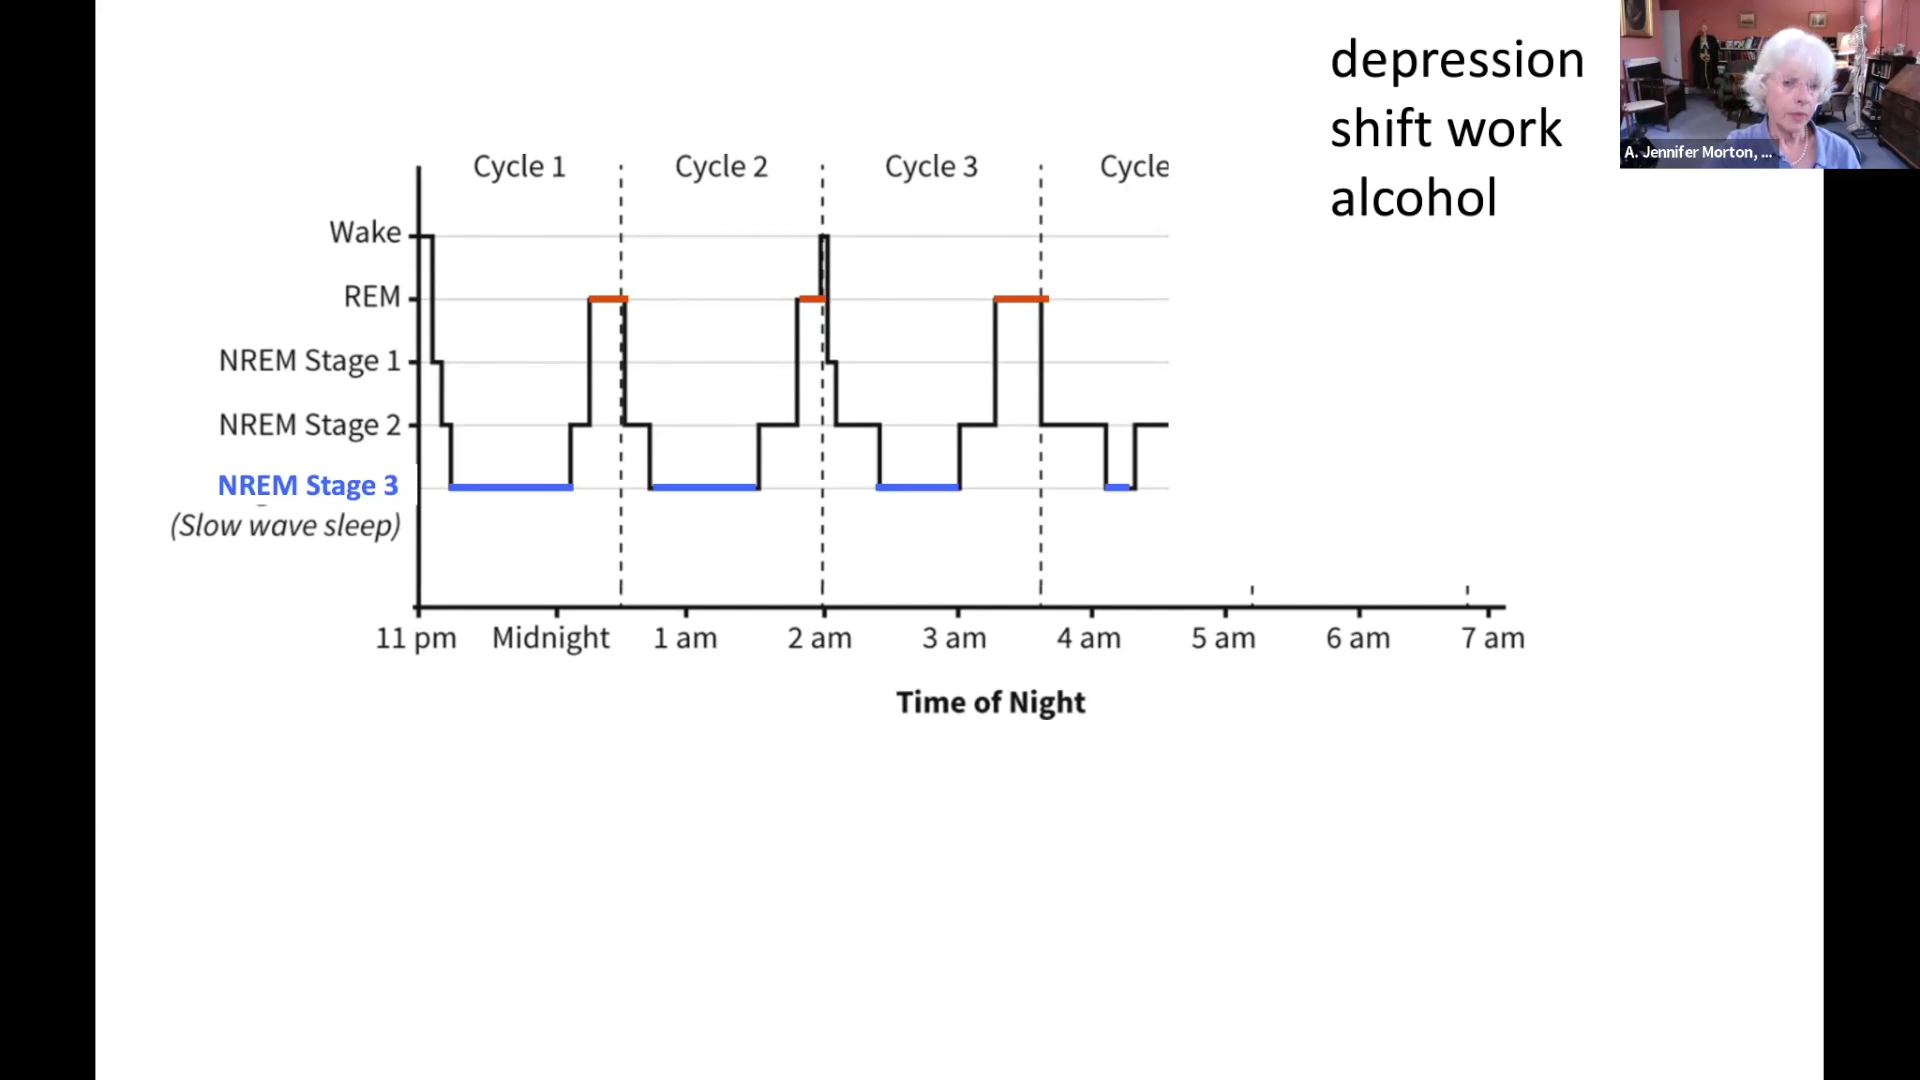 depression
shift work
alcohol
A. Jennifer Morton, ...
Cycle 1 Cycle 2 Cycle 3 Cycle
Wake
REM
NREM Stage 1
NREM Stage 2
NREM Stage 3
(Slow wave sleep)
11 pm Midnight 1 am 2 am 3 am 4 am 5 am 6 am 7 am
Time of Night